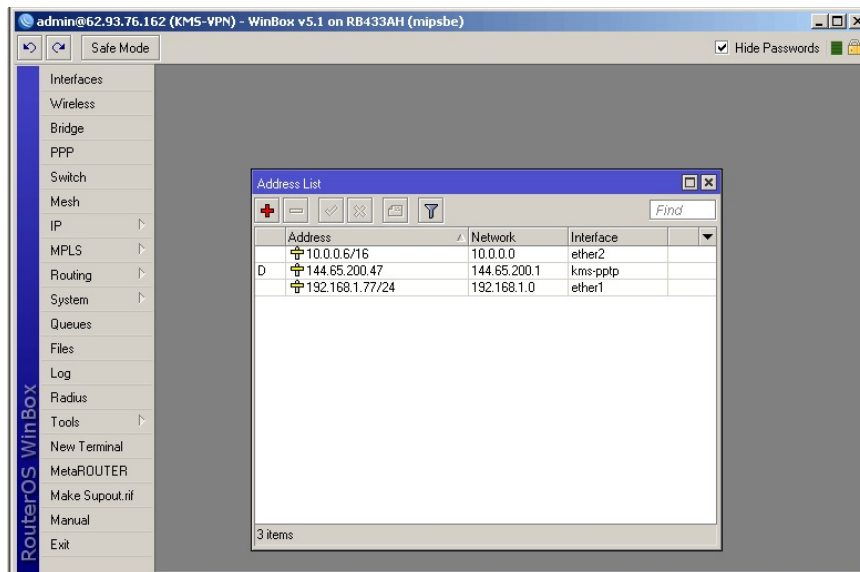 admin@62.93.76.162 (KMS-VPN) - WinBox v5.1 on RB433AH (mipsbe)
Safe Mode
Hide Passwords
Interfaces
Wireless
Bridge
PPP
Switch
Mesh
IP
MPLS
Routing
System
Queues
Files
Log
Radius
Tools
New Terminal
MetaROUTER
Make Supout.rif
Manual
Exit
RouterOS WinBox
Address List
Find
Address Network Interface
10.0.0.6/16 10.0.0.0 ether2
D 144.65.200.47 144.65.200.1 kms-pptp
192.168.1.77/24 192.168.1.0 ether1
3 items